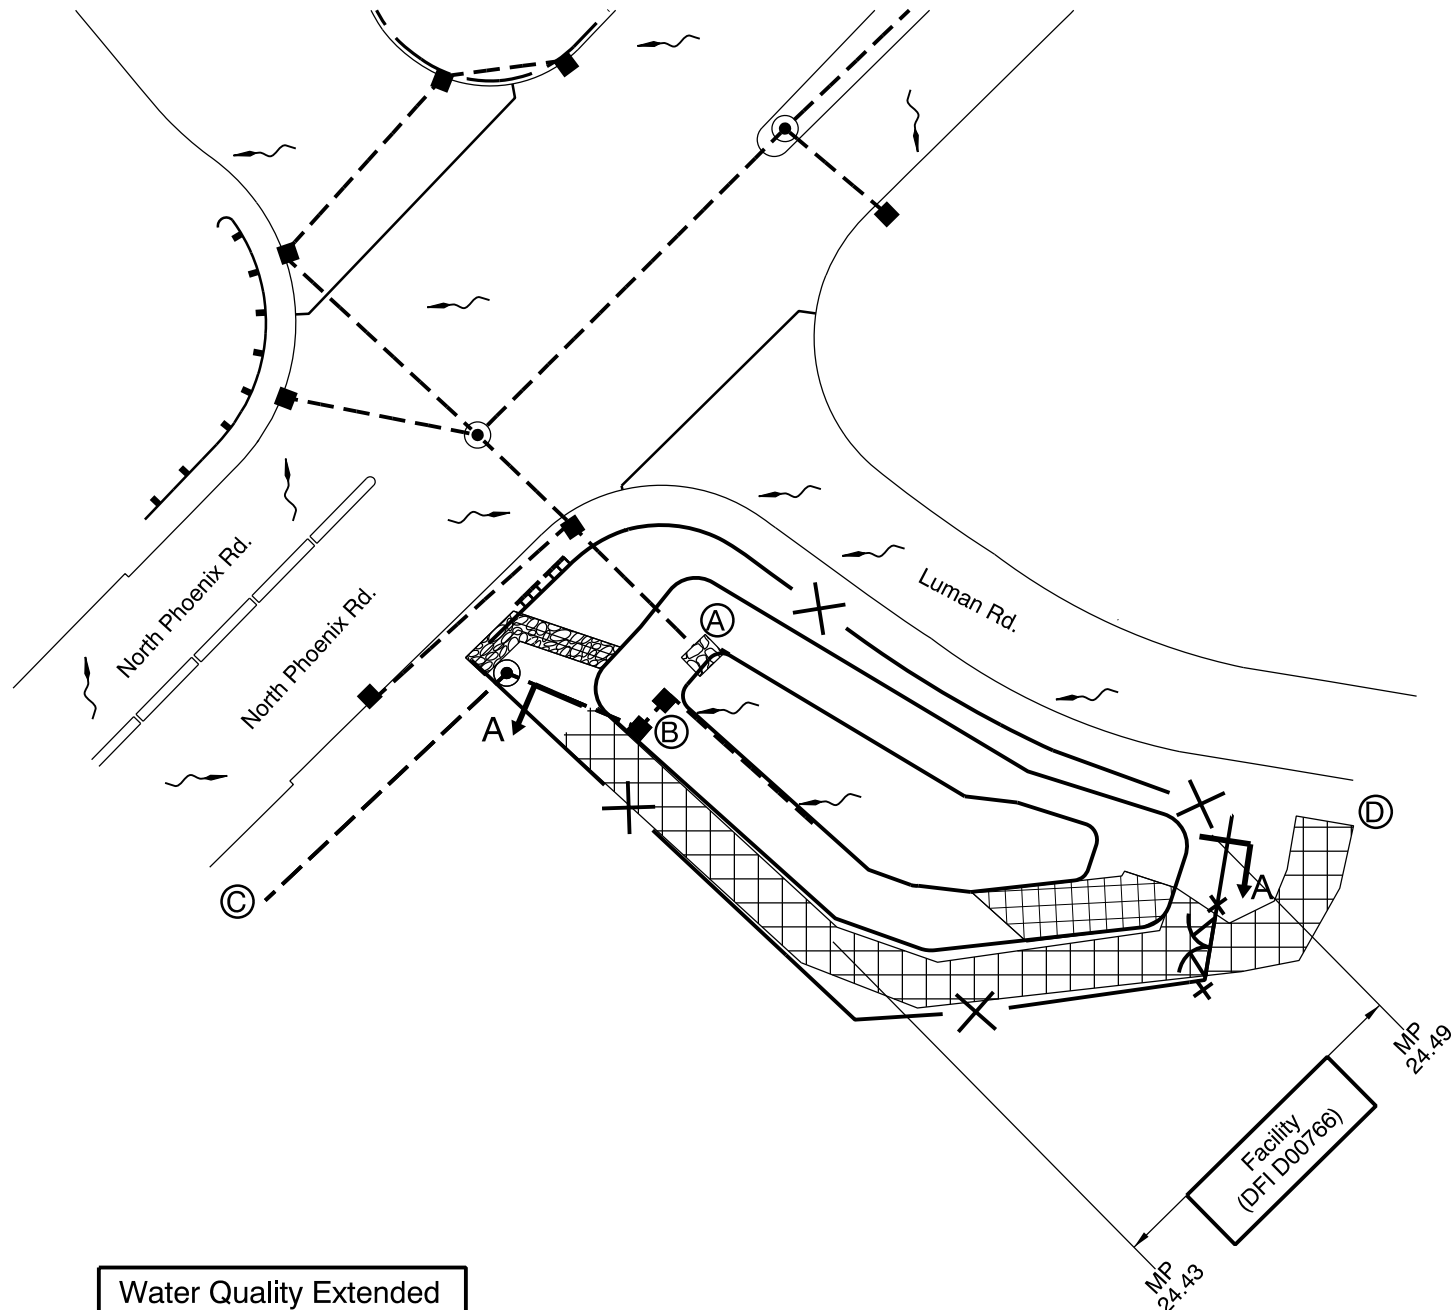 North Phoenix Rd.
North Phoenix Rd.
Luman Rd.
A
A
B
C
D
A
MP
24.49
Facility
(DFI D00766)
MP
24.43
Water Quality Extended